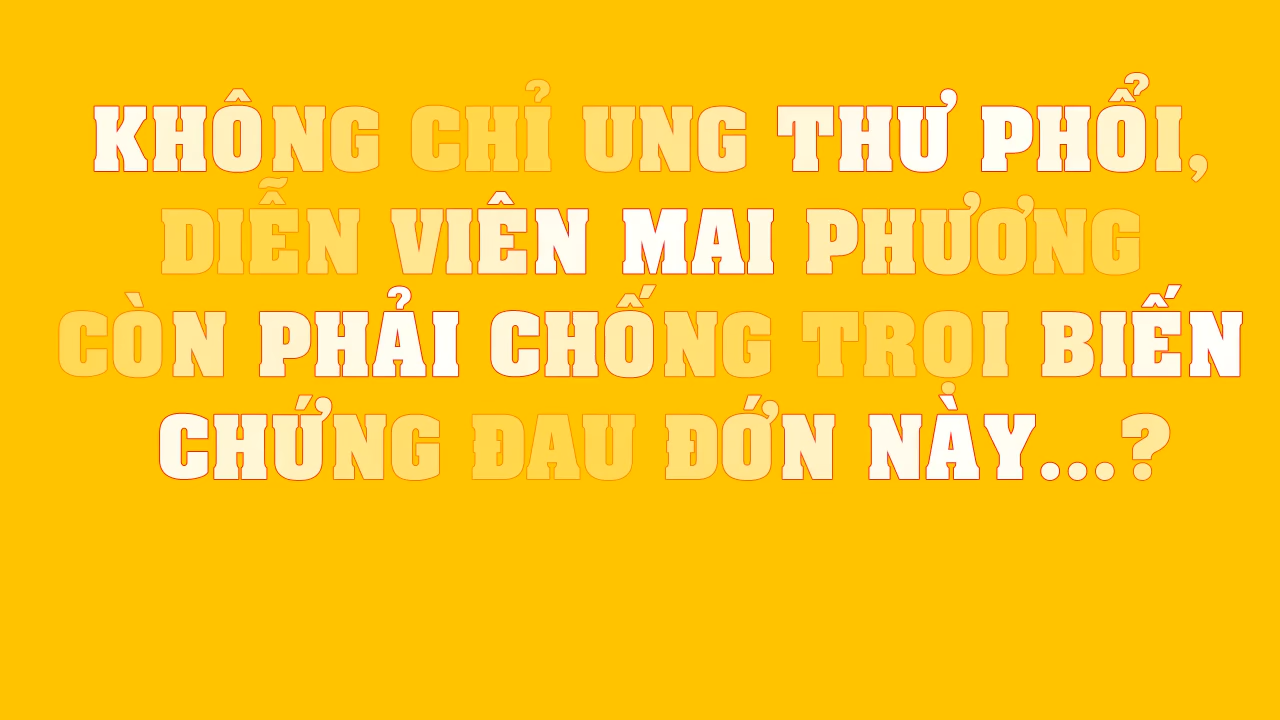 KHÔNG CHỈ UNG THƯ PHỔI,
DIỄN VIÊN MAI PHƯƠNG
CÒN PHẢI CHỐNG TRỌI BIẾN
CHỨNG ĐAU ĐỚN NÀY...?